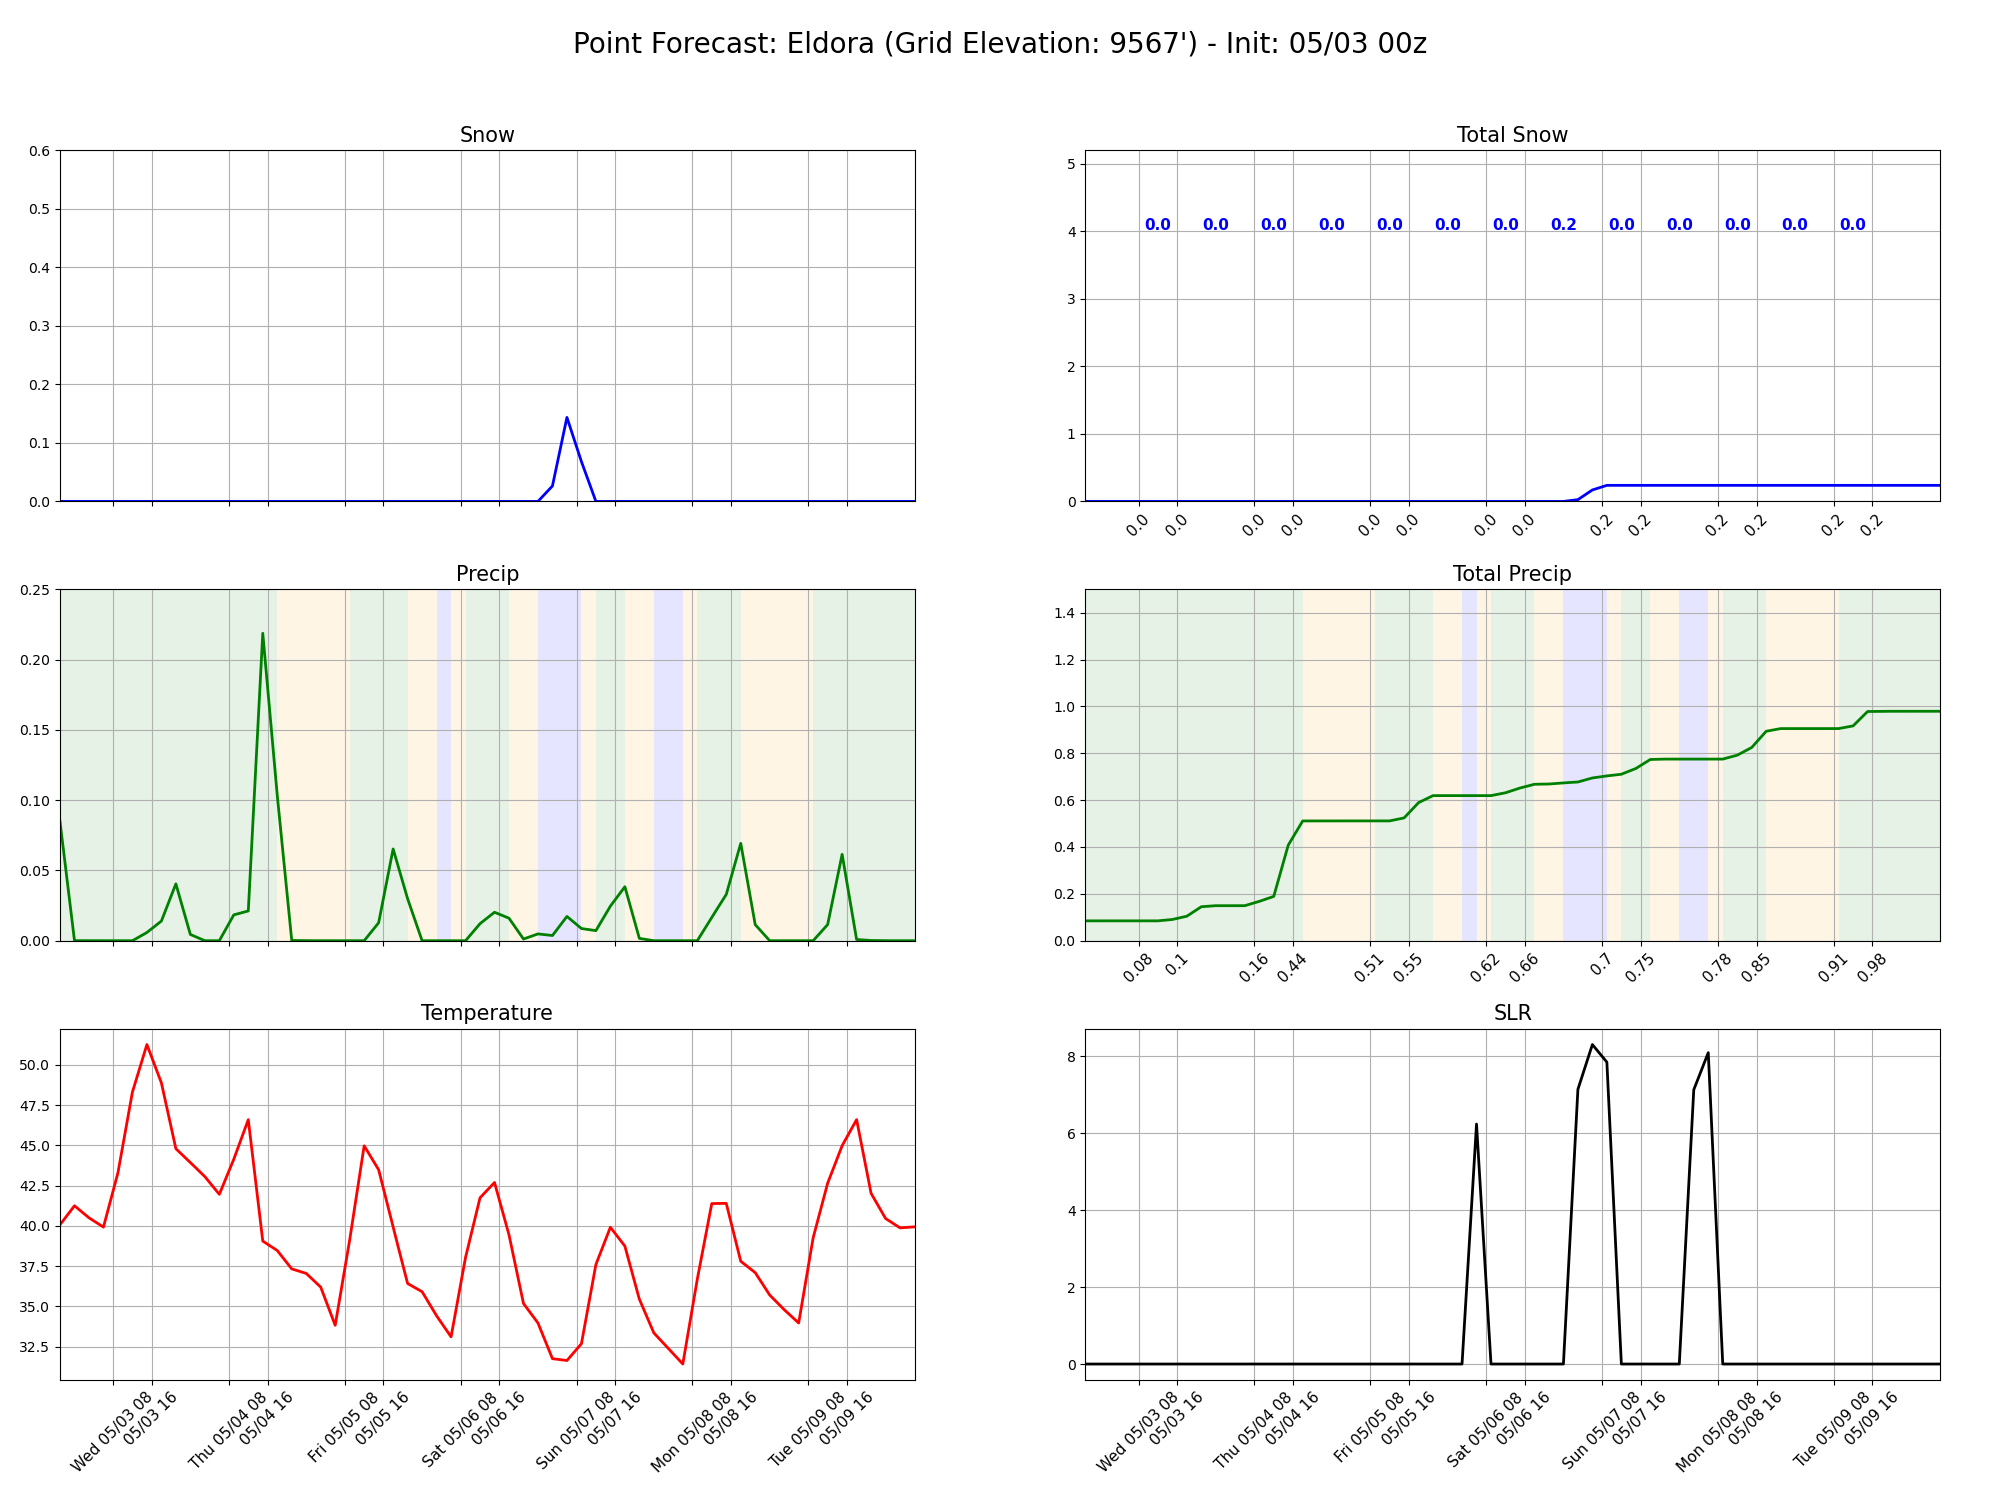 Point Forecast: Eldora (Grid Elevation: 9567') - Init: 05/03 00z
Snow
0.6
0.5
0.4
0.3
0.2
0.1
0.0
Total Snow
5
4
3
2
1
0
0.0 0.0 0.0 0.0 0.0 0.0 0.0 0.2 0.0 0.0 0.0 0.0 0.0
0.0 0.0 0.0 0.0 0.0 0.0 0.0 0.0 0.2 0.2 0.2 0.2 0.2 0.2
Precip
0.25
0.20
0.15
0.10
0.05
0.00
Total Precip
1.4
1.2
1.0
0.8
0.6
0.4
0.2
0.0
0.08 0.1 0.16 0.44 0.51 0.55 0.62 0.66 0.7 0.75 0.78 0.85 0.91 0.98
Temperature
50.0
47.5
45.0
42.5
40.0
37.5
35.0
32.5
Wed 05/03 08
05/03 16
Thu 05/04 08
05/04 16
Fri 05/05 08
05/05 16
Sat 05/06 08
05/06 16
Sun 05/07 08
05/07 16
Mon 05/08 08
05/08 16
Tue 05/09 08
05/09 16
SLR
8
6
4
2
0
Wed 05/03 08
05/03 16
Thu 05/04 08
05/04 16
Fri 05/05 08
05/05 16
Sat 05/06 08
05/06 16
Sun 05/07 08
05/07 16
Mon 05/08 08
05/08 16
Tue 05/09 08
05/09 16